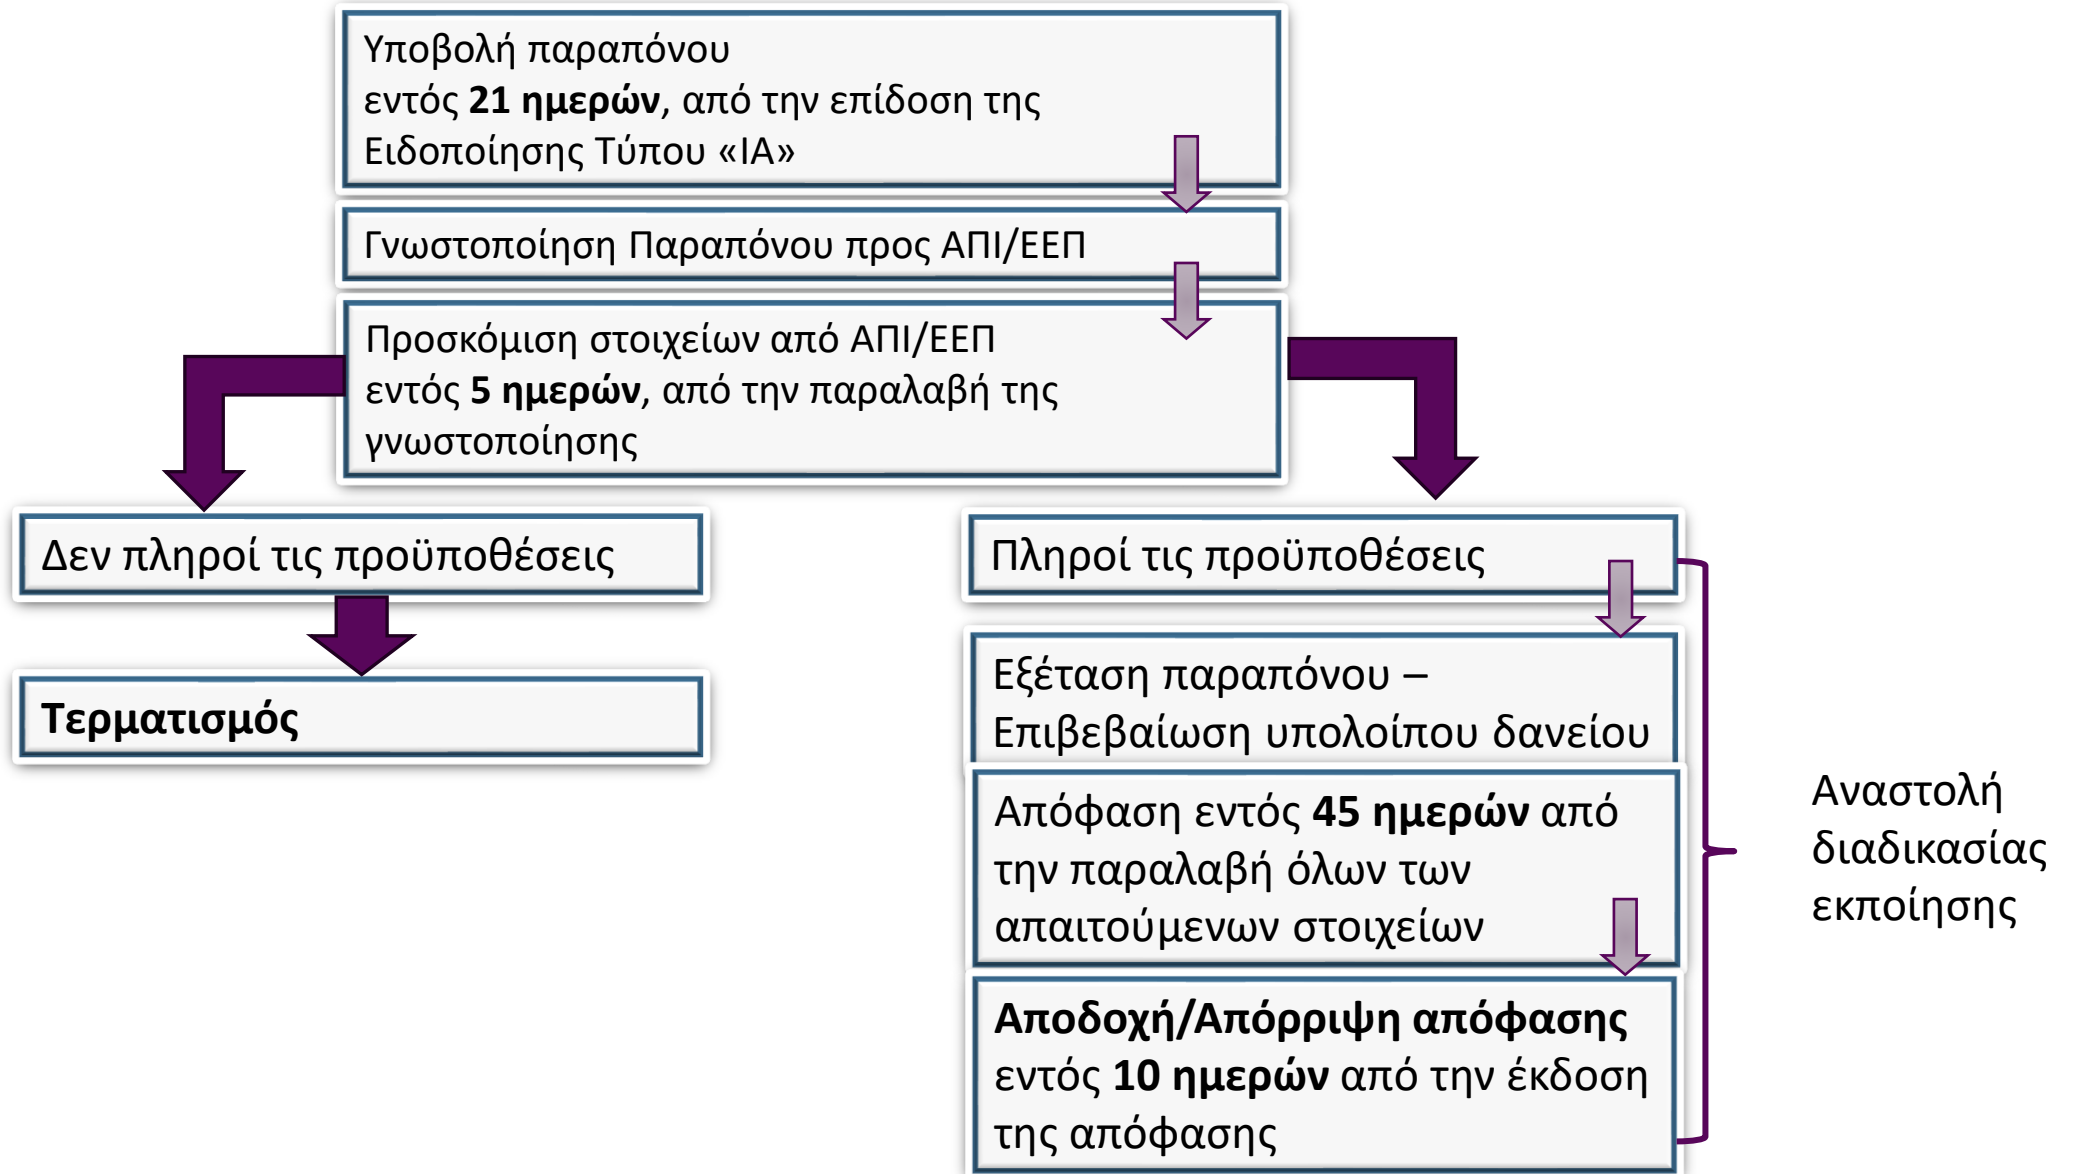 Υποβολή παραπόνου
εντός 21 ημερών, από την επίδοση της
Ειδοποίησης Τύπου «ΙΑ»
Γνωστοποίηση Παραπόνου προς ΑΠΙ/ΕΕΠ
Προσκόμιση στοιχείων από ΑΠΙ/ΕΕΠ
εντός 5 ημερών, από την παραλαβή της
γνωστοποίησης
Δεν πληροί τις προϋποθέσεις
Τερματισμός
Πληροί τις προϋποθέσεις
Εξέταση παραπόνου –
Επιβεβαίωση υπολοίπου δανείου
Απόφαση εντός 45 ημερών από
την παραλαβή όλων των
απαιτούμενων στοιχείων
Αποδοχή/Απόρριψη απόφασης
εντός 10 ημερών από την έκδοση
της απόφασης
Αναστολή
διαδικασίας
εκποίησης